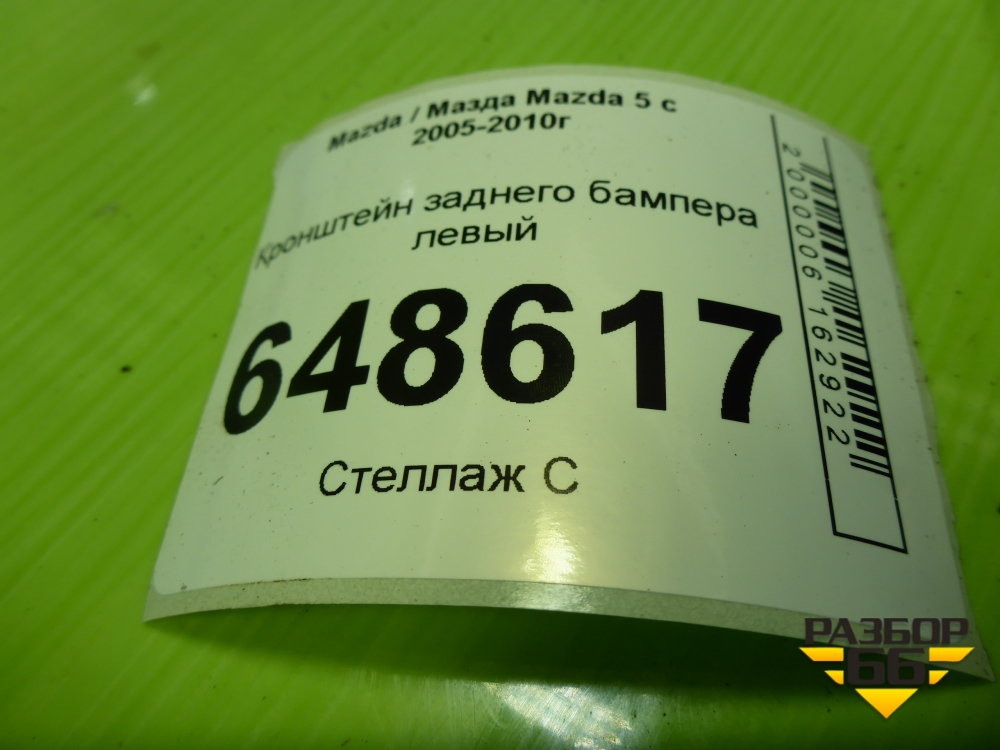 Mazda / Мазда Mazda 5 с
2005-2010г
Кронштейн заднего бампера
левый
648617
Стеллаж С
2000006162922
РАЗБОР
66